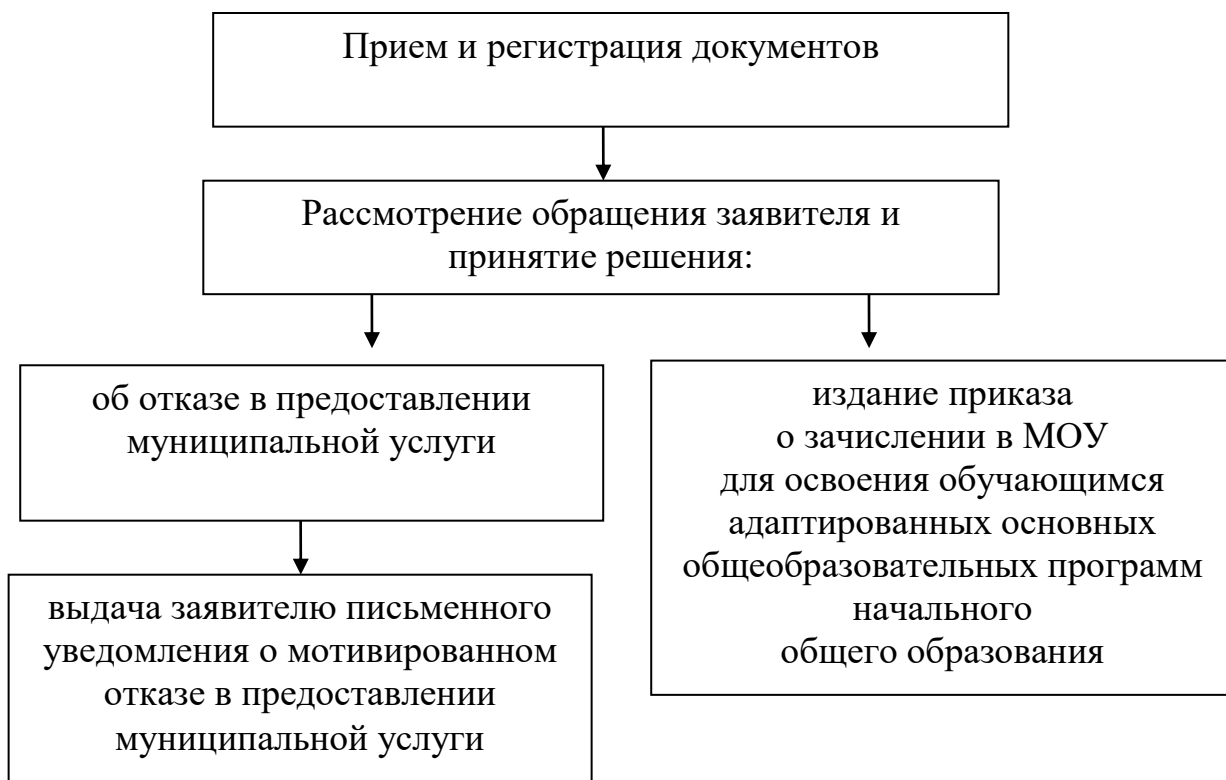 Прием и регистрация документов
Рассмотрение обращения заявителя и
принятие решения:
об отказе в предоставлении
муниципальной услуги
выдача заявителю письменного
уведомления о мотивированном
отказе в предоставлении
муниципальной услуги
издание приказа
о зачислении в МОУ
для освоения обучающимся
адаптированных основных
общеобразовательных программ
начального
общего образования